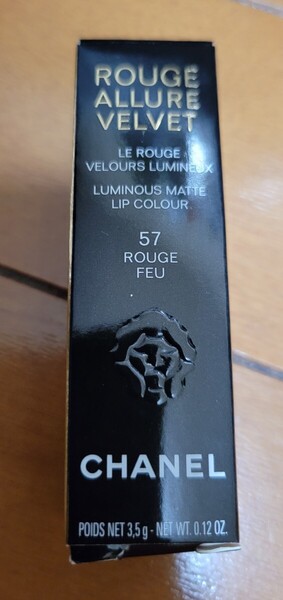 ROUGE
ALLURE
VELVET
LE ROUGE
VELOURS LUMINEUX
LUMINOUS MATTE
LIP COLOUR
57
ROUGE
FEU
CHANEL
POIDS NET 3,5 g - NET WT. 0.12 OZ.